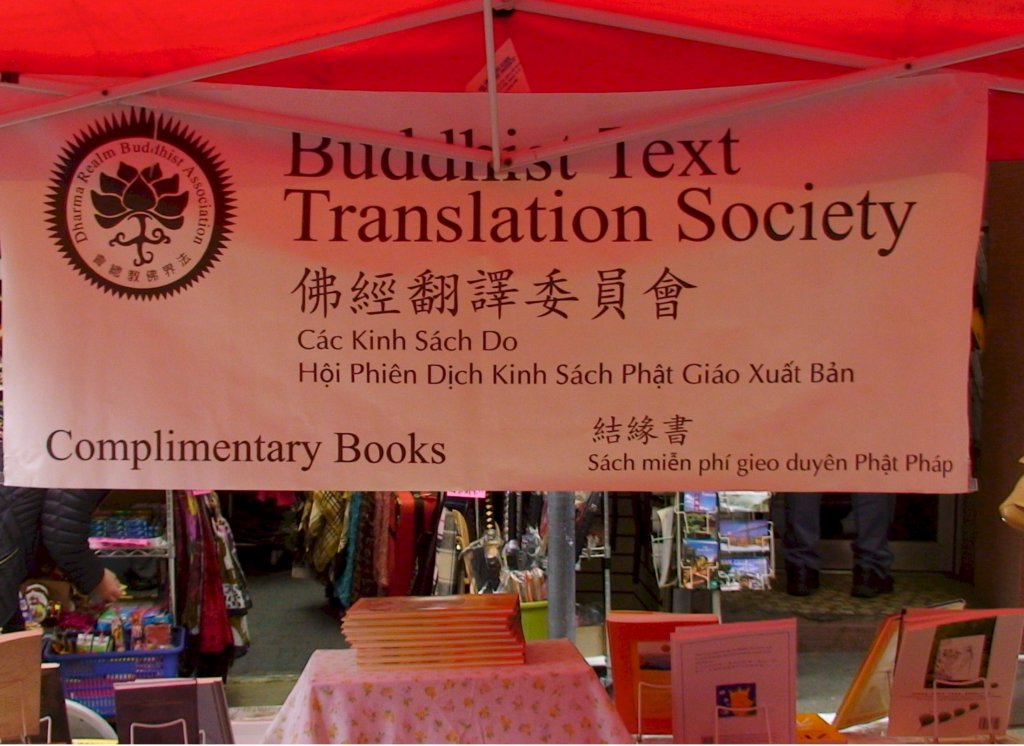 Dharma Realm Buddhist Association
會總教佛界法
Buddhist Text
Translation Society
佛經翻譯委員會
Các Kinh Sách Do
Hội Phiên Dịch Kinh Sách Phật Giáo Xuất Bản
Complimentary Books
結緣書
Sách miễn phí gieo duyên Phật Pháp